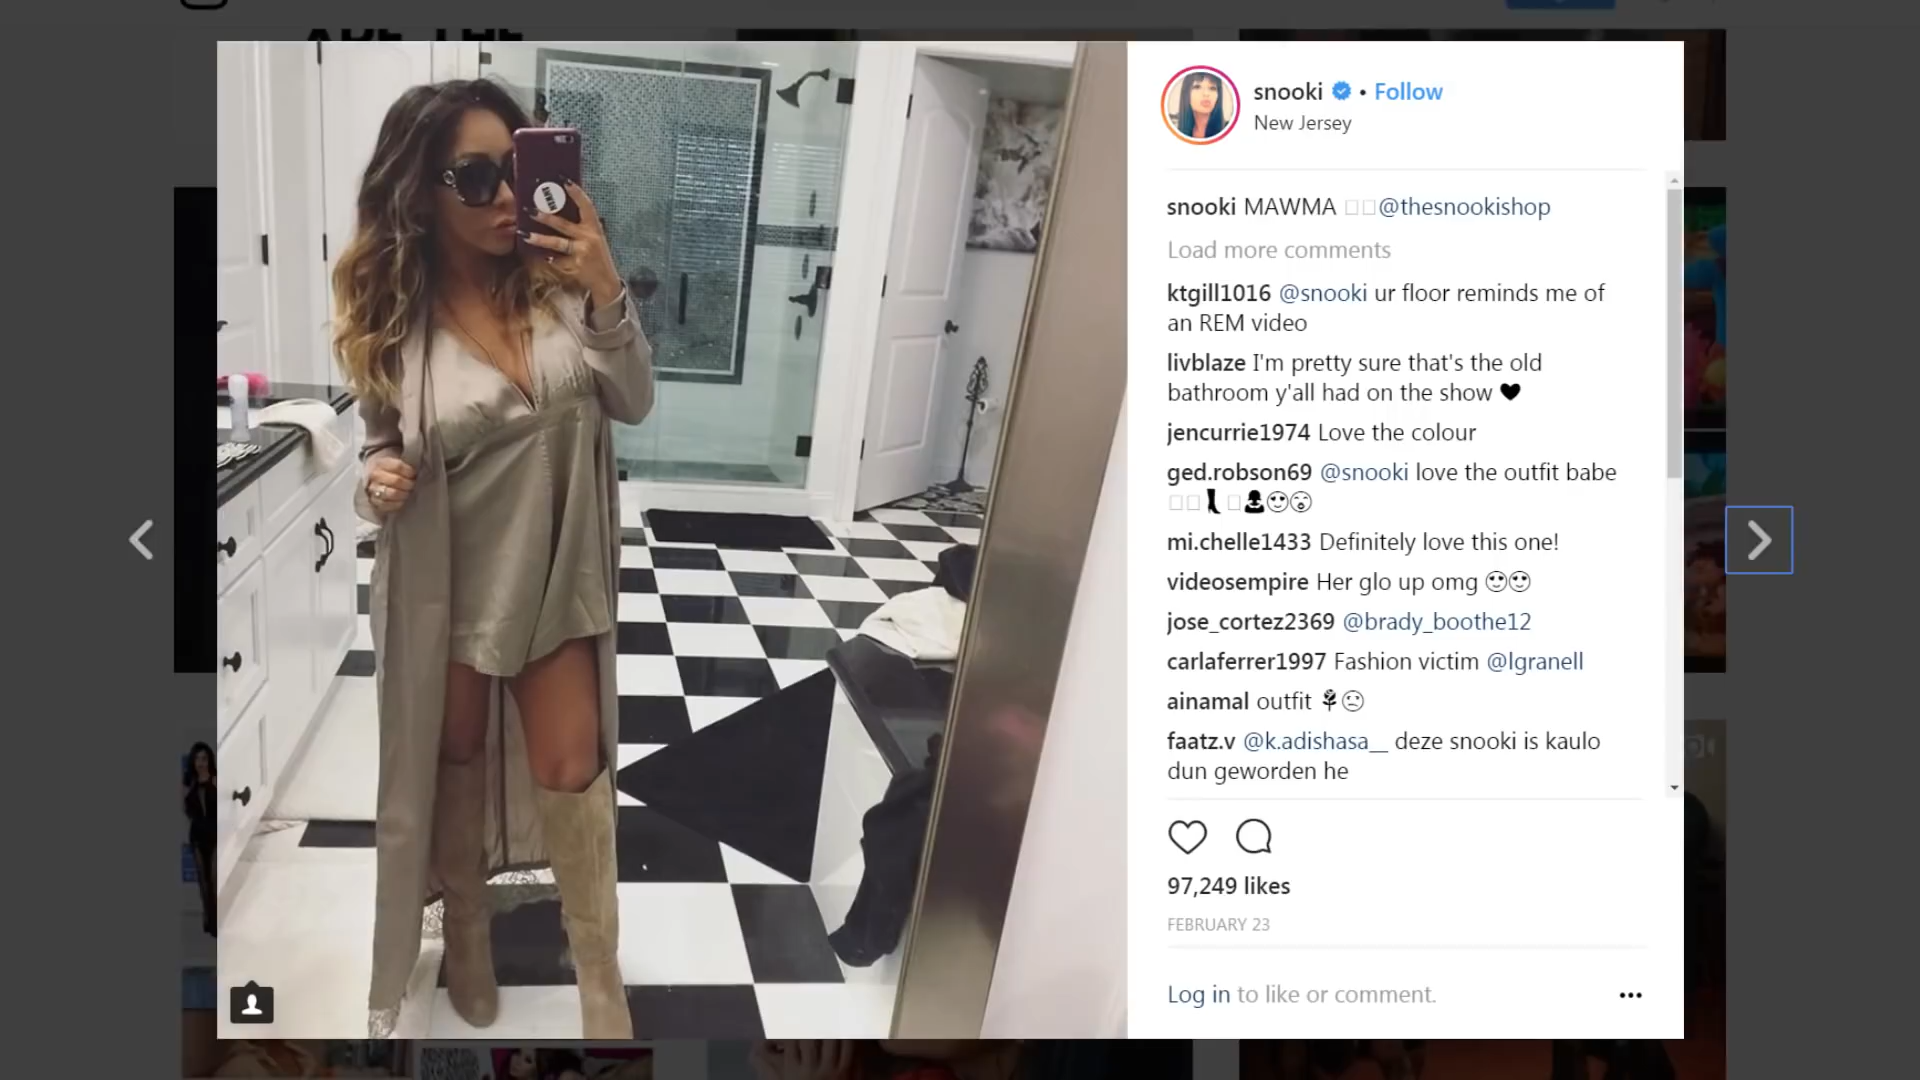 snooki • Follow
New Jersey
snooki MAWMA @thesnookishop
Load more comments
ktgill1016 @snooki ur floor reminds me of
an REM video
livblaze I'm pretty sure that's the old
bathroom y'all had on the show 🖤
jencurrie1974 Love the colour
ged.robson69 @snooki love the outfit babe
mi.chelle1433 Definitely love this one!
videosempire Her glo up omg
jose_cortez2369 @brady_boothe12
carlaferrer1997 Fashion victim @lgranell
ainamal outfit
faatz.v @k.adishasa__ deze snooki is kaulo
dun geworden he
97,249 likes
FEBRUARY 23
Log in to like or comment.